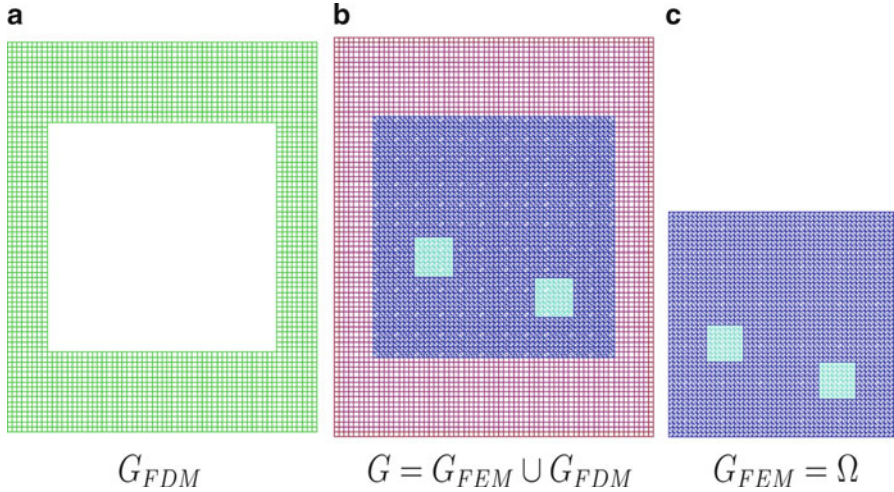 a
b
c
G_{FDM}
G = G_{FEM} ∪ G_{FDM}
G_{FEM} = Ω